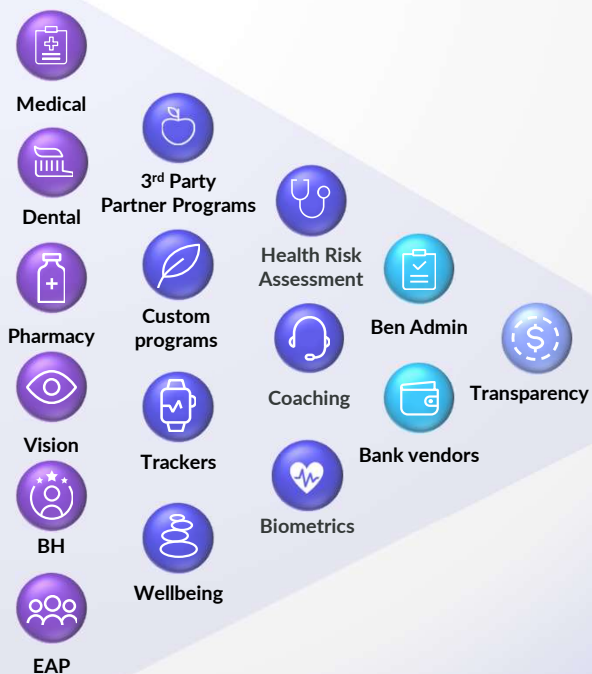 Medical
Dental
Pharmacy
Vision
BH
EAP
3rd Party
Partner Programs
Custom
programs
Trackers
Wellbeing
Health Risk
Assessment
Coaching
Biometrics
Ben Admin
Bank vendors
$
Transparency